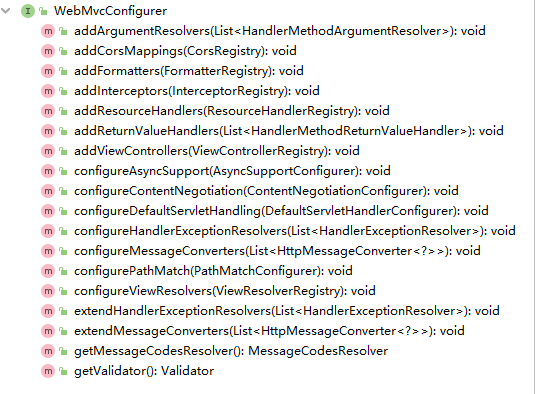 WebMvcConfigurer
addArgumentResolvers(List<HandlerMethodArgumentResolver>): void
addCorsMappings(CorsRegistry): void
addFormatters(FormatterRegistry): void
addInterceptors(InterceptorRegistry): void
addResourceHandlers(ResourceHandlerRegistry): void
addReturnValueHandlers(List<HandlerMethodReturnValueHandler>): void
addViewControllers(ViewControllerRegistry): void
configureAsyncSupport(AsyncSupportConfigurer): void
configureContentNegotiation(ContentNegotiationConfigurer): void
configureDefaultServletHandling(DefaultServletHandlerConfigurer): void
configureHandlerExceptionResolvers(List<HandlerExceptionResolver>): void
configureMessageConverters(List<HttpMessageConverter<?>>): void
configurePathMatch(PathMatchConfigurer): void
configureViewResolvers(ViewResolverRegistry): void
extendHandlerExceptionResolvers(List<HandlerExceptionResolver>): void
extendMessageConverters(List<HttpMessageConverter<?>>): void
getMessageCodesResolver(): MessageCodesResolver
getValidator(): Validator